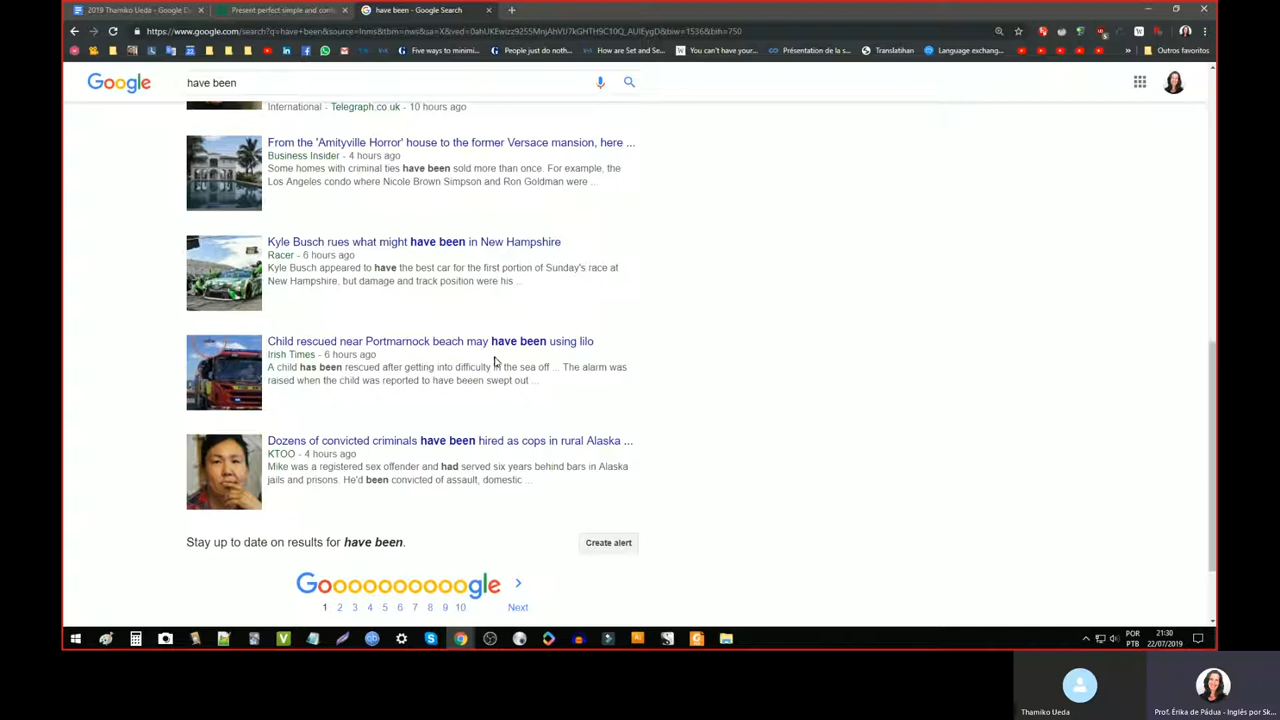 2019 Thamiko Ueda - Google D
Present perfect simple and cont
have been - Google Search
https://www.google.com/search?q=have+been&source=lnms&tbm=nws&sa=X&ved=0ahUKEwizz9251MnjAhVU7kGHTH9C10Q_AUIEygD&biw=1536&bih=750
Five ways to minimi...
People just do noth...
How are Set and Se...
You can't have your...
Présentation de la s...
Translatihan
Language exchang...
»
Outros favoritos
Google
have been
International - Telegraph.co.uk - 10 hours ago
From the 'Amityville Horror' house to the former Versace mansion, here ...
Business Insider - 4 hours ago
Some homes with criminal ties have been sold more than once. For example, the
Los Angeles condo where Nicole Brown Simpson and Ron Goldman were ...
Kyle Busch rues what might have been in New Hampshire
Racer - 6 hours ago
Kyle Busch appeared to have the best car for the first portion of Sunday's race at
New Hampshire, but damage and track position were his ...
Child rescued near Portmarnock beach may have been using lilo
Irish Times - 6 hours ago
A child has been rescued after getting into difficulty in the sea off ... The alarm was
raised when the child was reported to have beeen swept out ...
Dozens of convicted criminals have been hired as cops in rural Alaska ...
KTOO - 4 hours ago
Mike was a registered sex offender and had served six years behind bars in Alaska
jails and prisons. He'd been convicted of assault, domestic ...
Stay up to date on results for have been.
Create alert
Goooooooooogle
1 2 3 4 5 6 7 8 9 10 Next
POR
PTB
21:30
22/07/2019
Thamiko Ueda
Prof. Érika de Pádua - Inglês por Sk...